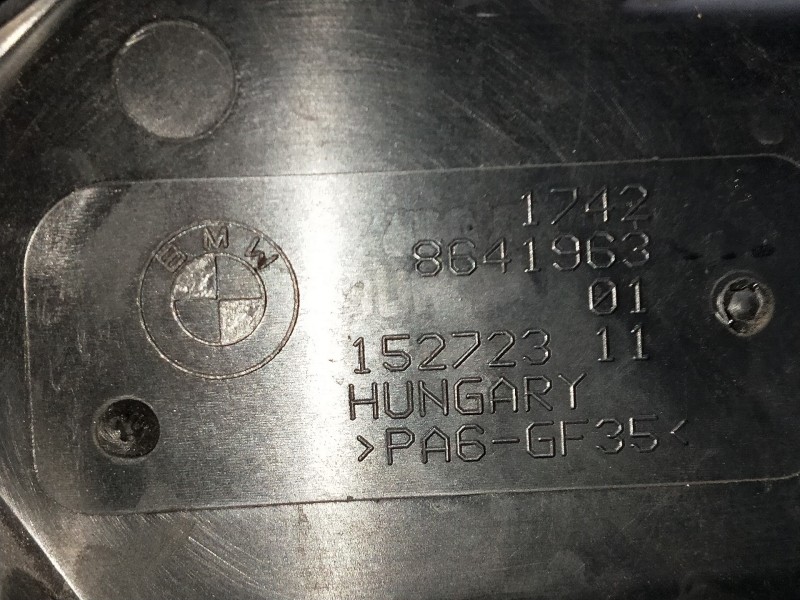 BMW
1742
8641963
01
152723 11
HUNGARY
>PA6-GF35<